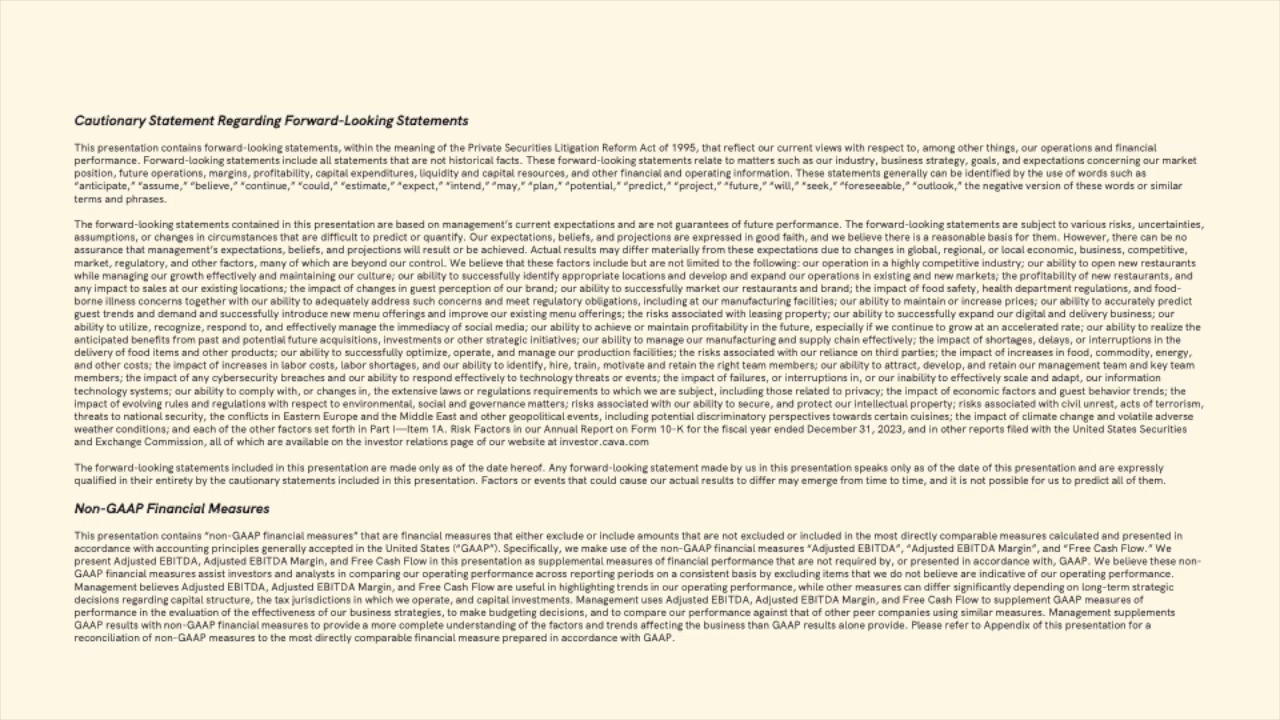 Cautionary Statement Regarding Forward-Looking Statements
This presentation contains forward-looking statements, within the meaning of the Private Securities Litigation Reform Act of 1995, that reflect our current views with respect to, among other things, our operations and financial
performance. Forward-looking statements include all statements that are not historical facts. These forward-looking statements relate to matters such as our industry, business strategy, goals, and expectations concerning our market
position, future operations, margins, profitability, capital expenditures, liquidity and capital resources, and other financial and operating information. These statements generally can be identified by the use of words such as
“anticipate,” “assume,” “believe,” “continue,” “could,” “estimate,” “expect,” “intend,” “may,” “plan,” “potential,” “predict,” “project,” “future,” “will,” “seek,” “foreseeable,” “outlook,” the negative version of these words or similar
terms and phrases.
The forward-looking statements contained in this presentation are based on management’s current expectations and are not guarantees of future performance. The forward-looking statements are subject to various risks, uncertainties,
assumptions, or changes in circumstances that are difficult to predict or quantify. Our expectations, beliefs, and projections are expressed in good faith, and we believe there is a reasonable basis for them. However, there can be no
assurance that management’s expectations, beliefs, and projections will result or be achieved. Actual results may differ materially from these expectations due to changes in global, regional, or local economic, business, competitive,
market, regulatory, and other factors, many of which are beyond our control. We believe that these factors include but are not limited to the following: our operation in a highly competitive industry; our ability to open new restaurants
while managing our growth effectively and maintaining our culture; our ability to successfully identify appropriate locations and develop and expand our operations in existing and new markets; the profitability of new restaurants, and
any impact to sales at our existing locations; the impact of changes in guest perception of our brand; our ability to successfully market our restaurants and brand; the impact of food safety, health department regulations, and food-
borne illness concerns together with our ability to adequately address such concerns and meet regulatory obligations, including at our manufacturing facilities; our ability to maintain or increase prices; our ability to accurately predict
guest trends and demand and successfully introduce new menu offerings and improve our existing menu offerings; the risks associated with leasing property; our ability to successfully expand our digital and delivery business; our
ability to utilize, recognize, respond to, and effectively manage the immediacy of social media; our ability to achieve or maintain profitability in the future, especially if we continue to grow at an accelerated rate; our ability to realize the
anticipated benefits from past and potential future acquisitions, investments or other strategic initiatives; our ability to manage our manufacturing and supply chain effectively; the impact of shortages, delays, or interruptions in the
delivery of food items and other products; our ability to successfully optimize, operate, and manage our production facilities; the risks associated with our reliance on third parties; the impact of increases in food, commodity, energy,
and other costs; the impact of increases in labor costs, labor shortages, and our ability to identify, hire, train, motivate and retain the right team members; our ability to attract, develop, and retain our management team and key team
members; the impact of any cybersecurity breaches and our ability to respond effectively to technology threats or events; the impact of failures, or interruptions in, or our inability to effectively scale and adapt, our information
technology systems; our ability to comply with, or changes in, the extensive laws or regulations requirements to which we are subject, including those related to privacy; the impact of economic factors and guest behavior trends; the
impact of evolving rules and regulations with respect to environmental, social and governance matters; risks associated with our ability to secure, and protect our intellectual property; risks associated with civil unrest, acts of terrorism,
threats to national security, the conflicts in Eastern Europe and the Middle East and other geopolitical events, including potential discriminatory perspectives towards certain cuisines; the impact of climate change and volatile adverse
weather conditions; and each of the other factors set forth in Part I—Item 1A. Risk Factors in our Annual Report on Form 10-K for the fiscal year ended December 31, 2023, and in other reports filed with the United States Securities
and Exchange Commission, all of which are available on the investor relations page of our website at investor.cava.com
The forward-looking statements included in this presentation are made only as of the date hereof. Any forward-looking statement made by us in this presentation speaks only as of the date of this presentation and are expressly
qualified in their entirety by the cautionary statements included in this presentation. Factors or events that could cause our actual results to differ may emerge from time to time, and it is not possible for us to predict all of them.
Non-GAAP Financial Measures
This presentation contains “non-GAAP financial measures” that are financial measures that either exclude or include amounts that are not excluded or included in the most directly comparable measures calculated and presented in
accordance with accounting principles generally accepted in the United States (“GAAP”). Specifically, we make use of the non-GAAP financial measures “Adjusted EBITDA”, “Adjusted EBITDA Margin”, and “Free Cash Flow.” We
present Adjusted EBITDA, Adjusted EBITDA Margin, and Free Cash Flow in this presentation as supplemental measures of financial performance that are not required by, or presented in accordance with, GAAP. We believe these non-
GAAP financial measures assist investors and analysts in comparing our operating performance across reporting periods on a consistent basis by excluding items that we do not believe are indicative of our operating performance.
Management believes Adjusted EBITDA, Adjusted EBITDA Margin, and Free Cash Flow are useful in highlighting trends in our operating performance, while other measures can differ significantly depending on long-term strategic
decisions regarding capital structure, the tax jurisdictions in which we operate, and capital investments. Management uses Adjusted EBITDA, Adjusted EBITDA Margin, and Free Cash Flow to supplement GAAP measures of
performance in the evaluation of the effectiveness of our business strategies, to make budgeting decisions, and to compare our performance against that of other peer companies using similar measures. Management supplements
GAAP results with non-GAAP financial measures to provide a more complete understanding of the factors and trends affecting the business than GAAP results alone provide. Please refer to Appendix of this presentation for a
reconciliation of non-GAAP measures to the most directly comparable financial measure prepared in accordance with GAAP.